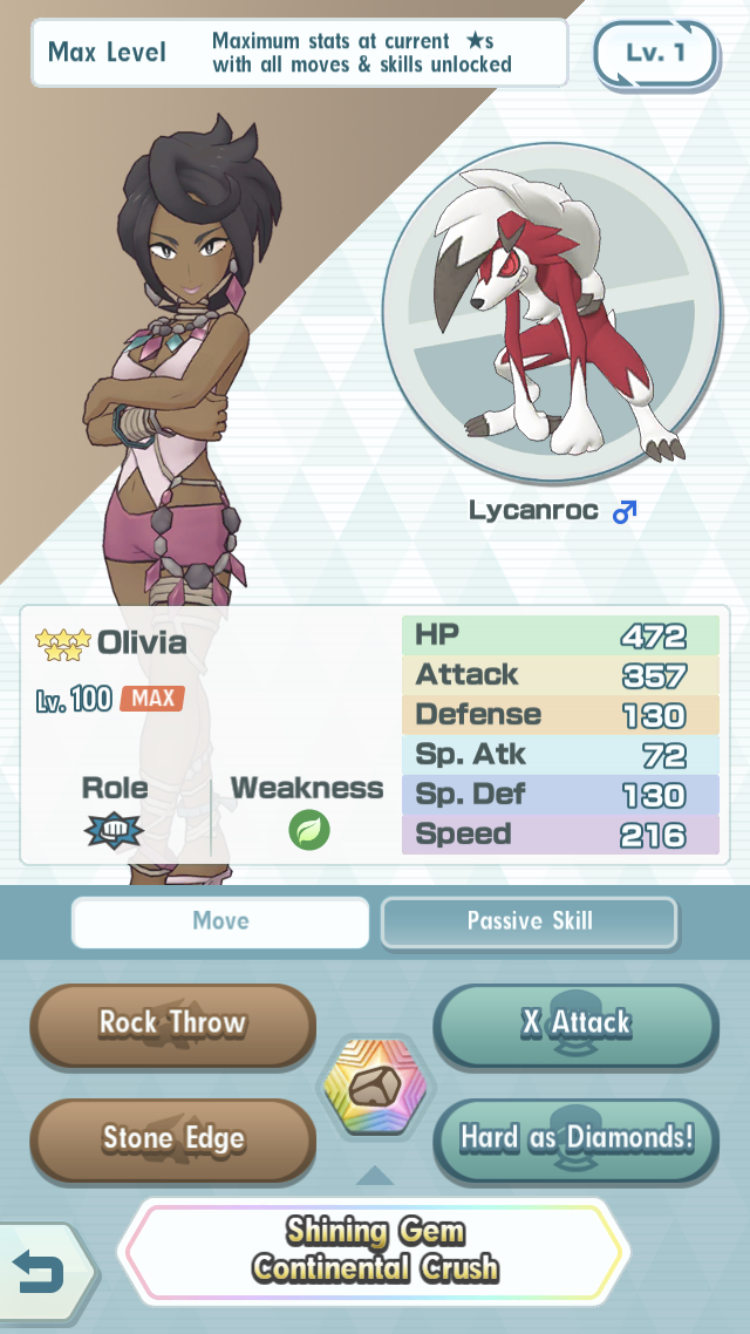 Max Level
Maximum stats at current ★s
with all moves & skills unlocked
Lv. 1
Lycanroc ♂
Olivia
Lv. 100 MAX
Role
Weakness
HP 472
Attack 357
Defense 130
Sp. Atk 72
Sp. Def 130
Speed 216
Move
Passive Skill
Rock Throw
X Attack
Stone Edge
Hard as Diamonds!
Shining Gem
Continental Crush